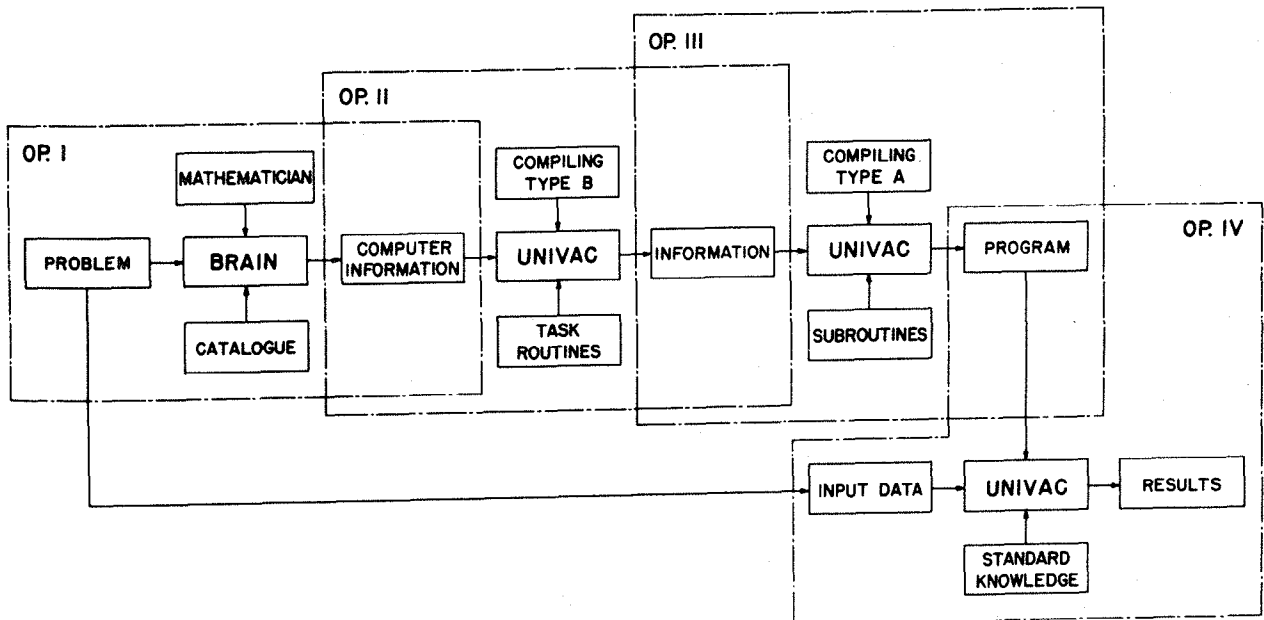 OP. III
OP. II
OP. I
MATHEMATICIAN
COMPILING
TYPE B
COMPILING
TYPE A
OP. IV
PROBLEM
BRAIN
COMPUTER
INFORMATION
UNIVAC
INFORMATION
UNIVAC
PROGRAM
CATALOGUE
TASK
ROUTINES
SUBROUTINES
INPUT DATA
UNIVAC
RESULTS
STANDARD
KNOWLEDGE